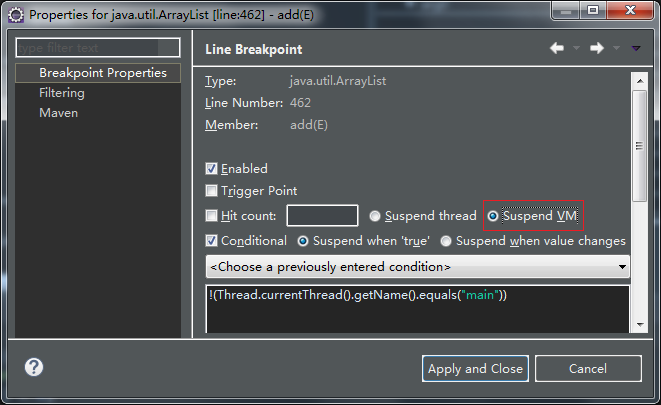 Properties for java.util.ArrayList [line:462] - add(E)
type filter text
Breakpoint Properties
Filtering
Maven
Line Breakpoint
Type: java.util.ArrayList
Line Number: 462
Member: add(E)
Enabled
Trigger Point
Hit count: Suspend thread Suspend VM
Conditional Suspend when 'true' Suspend when value changes
<Choose a previously entered condition>
!(Thread.currentThread().getName().equals("main"))
?
Apply and Close Cancel